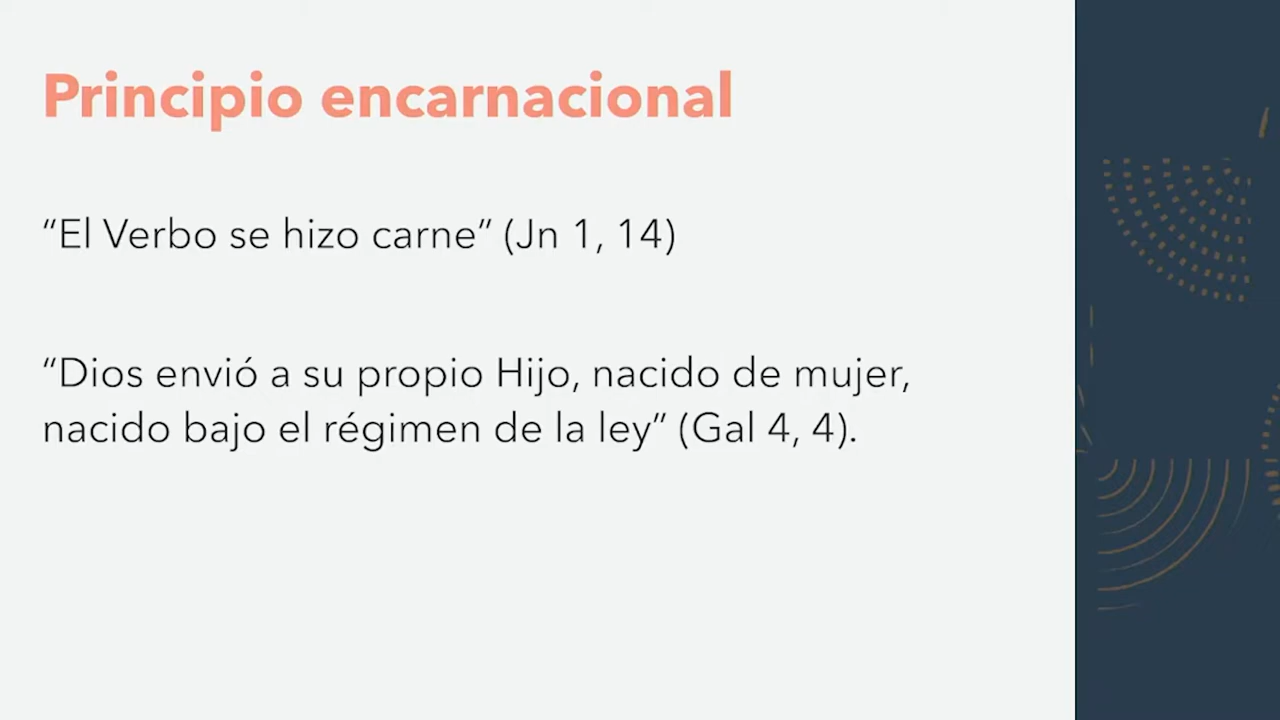 Principio encarnacional
“El Verbo se hizo carne” (Jn 1, 14)
“Dios envió a su propio Hijo, nacido de mujer,
nacido bajo el régimen de la ley” (Gal 4, 4).